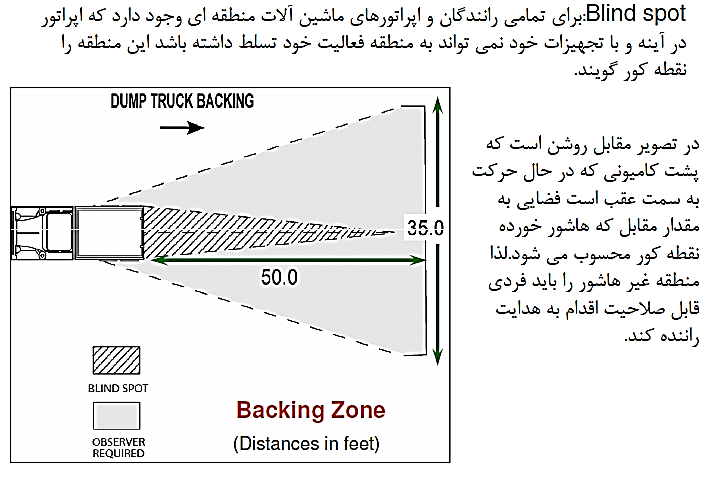 Blind spot:برای تمامی رانندگان و اپراتورهای ماشین آلات منطقه ای وجود دارد که اپراتور
در آینه و با تجهیزات خود نمی تواند به منطقه فعالیت خود تسلط داشته باشد این منطقه را
نقطه کور گویند.
DUMP TRUCK BACKING
در تصویر مقابل روشن است که
پشت کامیونی که در حال حرکت
به سمت عقب است فضایی به
مقدار مقابل که هاشور خورده
نقطه کور محسوب می شود.لذا
منطقه غیر هاشور را باید فردی
قابل صلاحیت اقدام به هدایت
راننده کند.
35.0
50.0
BLIND SPOT
OBSERVER
REQUIRED
Backing Zone
(Distances in feet)